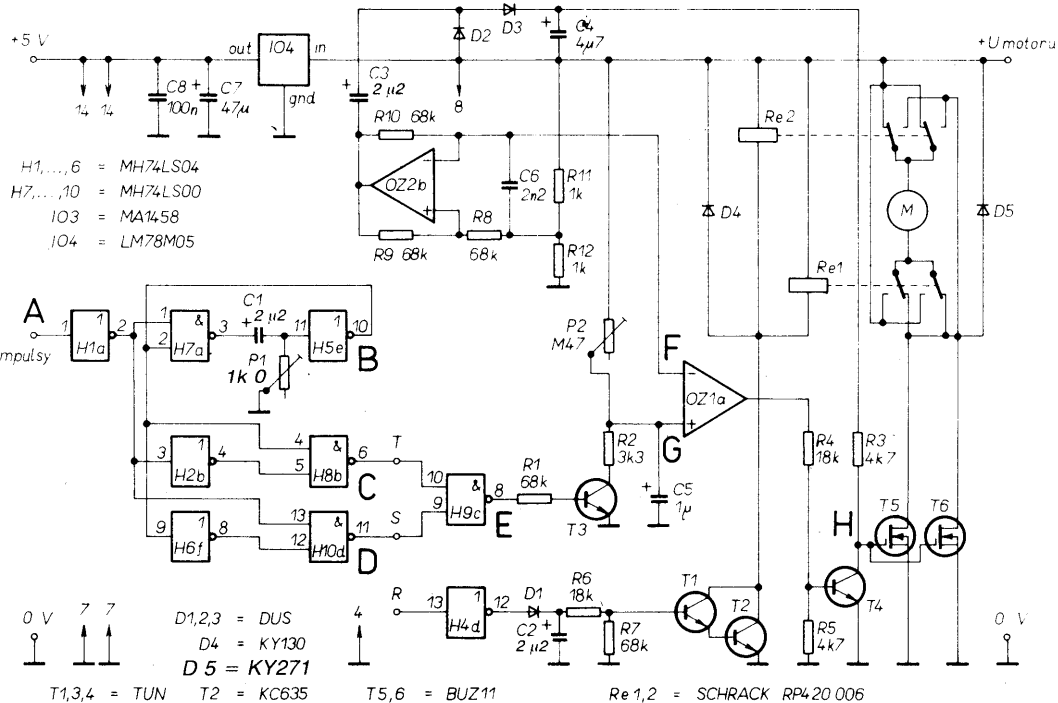 +5 V
out IO4 in
gnd
D2
D3
C4
4µ7
+
+U motoru
14 14
C8
100n
+ C7
47µ
+ C3
2µ2
8
R10 68k
OZ2b
-
+
C6
2n2
R11
1k
R9 68k
R8
68k
R12
1k
Re2
D4
M
D5
Re1
H1,...,6 = MH74LS04
H7,...,10 = MH74LS00
IO3 = MA1458
IO4 = LM78M05
A
mpulsy
1 1 2
H1a
1 & 3
2
H7a
C1
+ 2µ2
P1
1k 0
11 1 10
H5e
B
P2
M47
F
-
+
OZ1a
G
3 1 4
H2b
4 & 6
5
H8b
T
C
9 1 8
H6f
13 & 11
12
H10d
S
D
10 & 8
9
H9c
E
R1
68k
R2
3k3
T3
+ C5
1µ
R4
18k
R3
4k7
H
T5 T6
T4
R5
4k7
R
13 1 12
H4d
D1
R6
18k
C2 +
2µ2
R7
68k
T1
T2
0 V
7 7
4
0 V
D1,2,3 = DUS
D4 = KY130
D5 = KY271
T1,3,4 = TUN T2 = KC635 T5,6 = BUZ11 Re1,2 = SCHRACK RP420 006